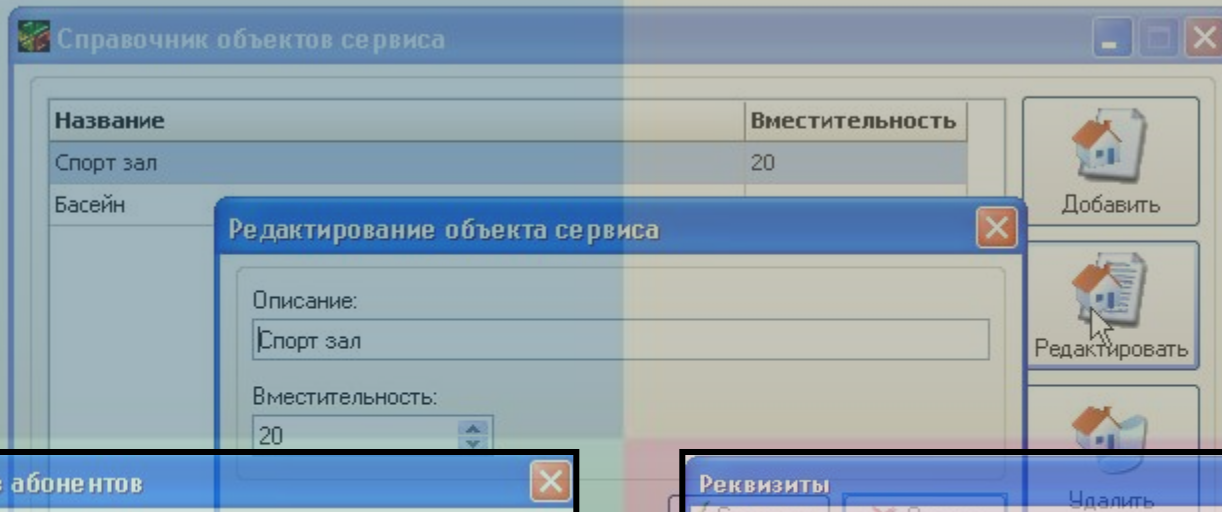 Справочник объектов сервиса
Название Вместительность
Спорт зал 20
Басейн
Добавить
Редактирование объекта сервиса
Описание:
Спорт зал
Редактировать
Вместительность:
20
абонентов
Реквизиты
Удалить